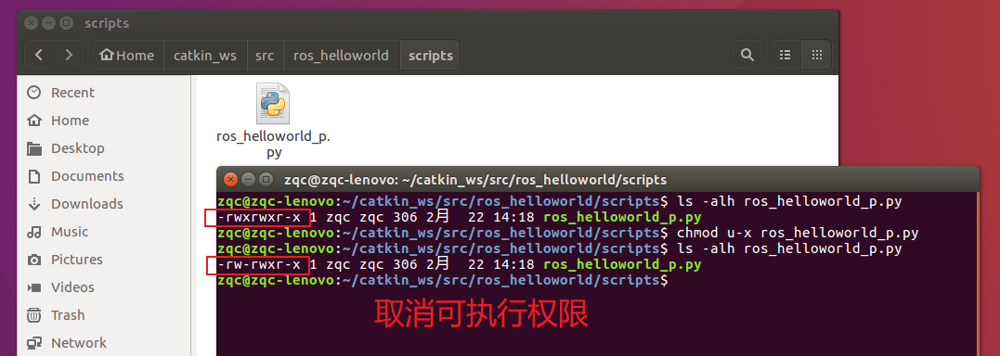 scripts
Home catkin_ws src ros_helloworld scripts
Recent
Home
Desktop
Documents
Downloads
Music
Pictures
Videos
Trash
Network
ros_helloworld_p.
py
zqc@zqc-lenovo: ~/catkin_ws/src/ros_helloworld/scripts
zqc@zqc-lenovo:~/catkin_ws/src/ros_helloworld/scripts$ ls -alh ros_helloworld_p.py
-rwxrwxr-x 1 zqc zqc 306 2月  22 14:18 ros_helloworld_p.py
zqc@zqc-lenovo:~/catkin_ws/src/ros_helloworld/scripts$ chmod u-x ros_helloworld_p.py
zqc@zqc-lenovo:~/catkin_ws/src/ros_helloworld/scripts$ ls -alh ros_helloworld_p.py
-rw-rwxr-x 1 zqc zqc 306 2月  22 14:18 ros_helloworld_p.py
zqc@zqc-lenovo:~/catkin_ws/src/ros_helloworld/scripts$
取消可执行权限